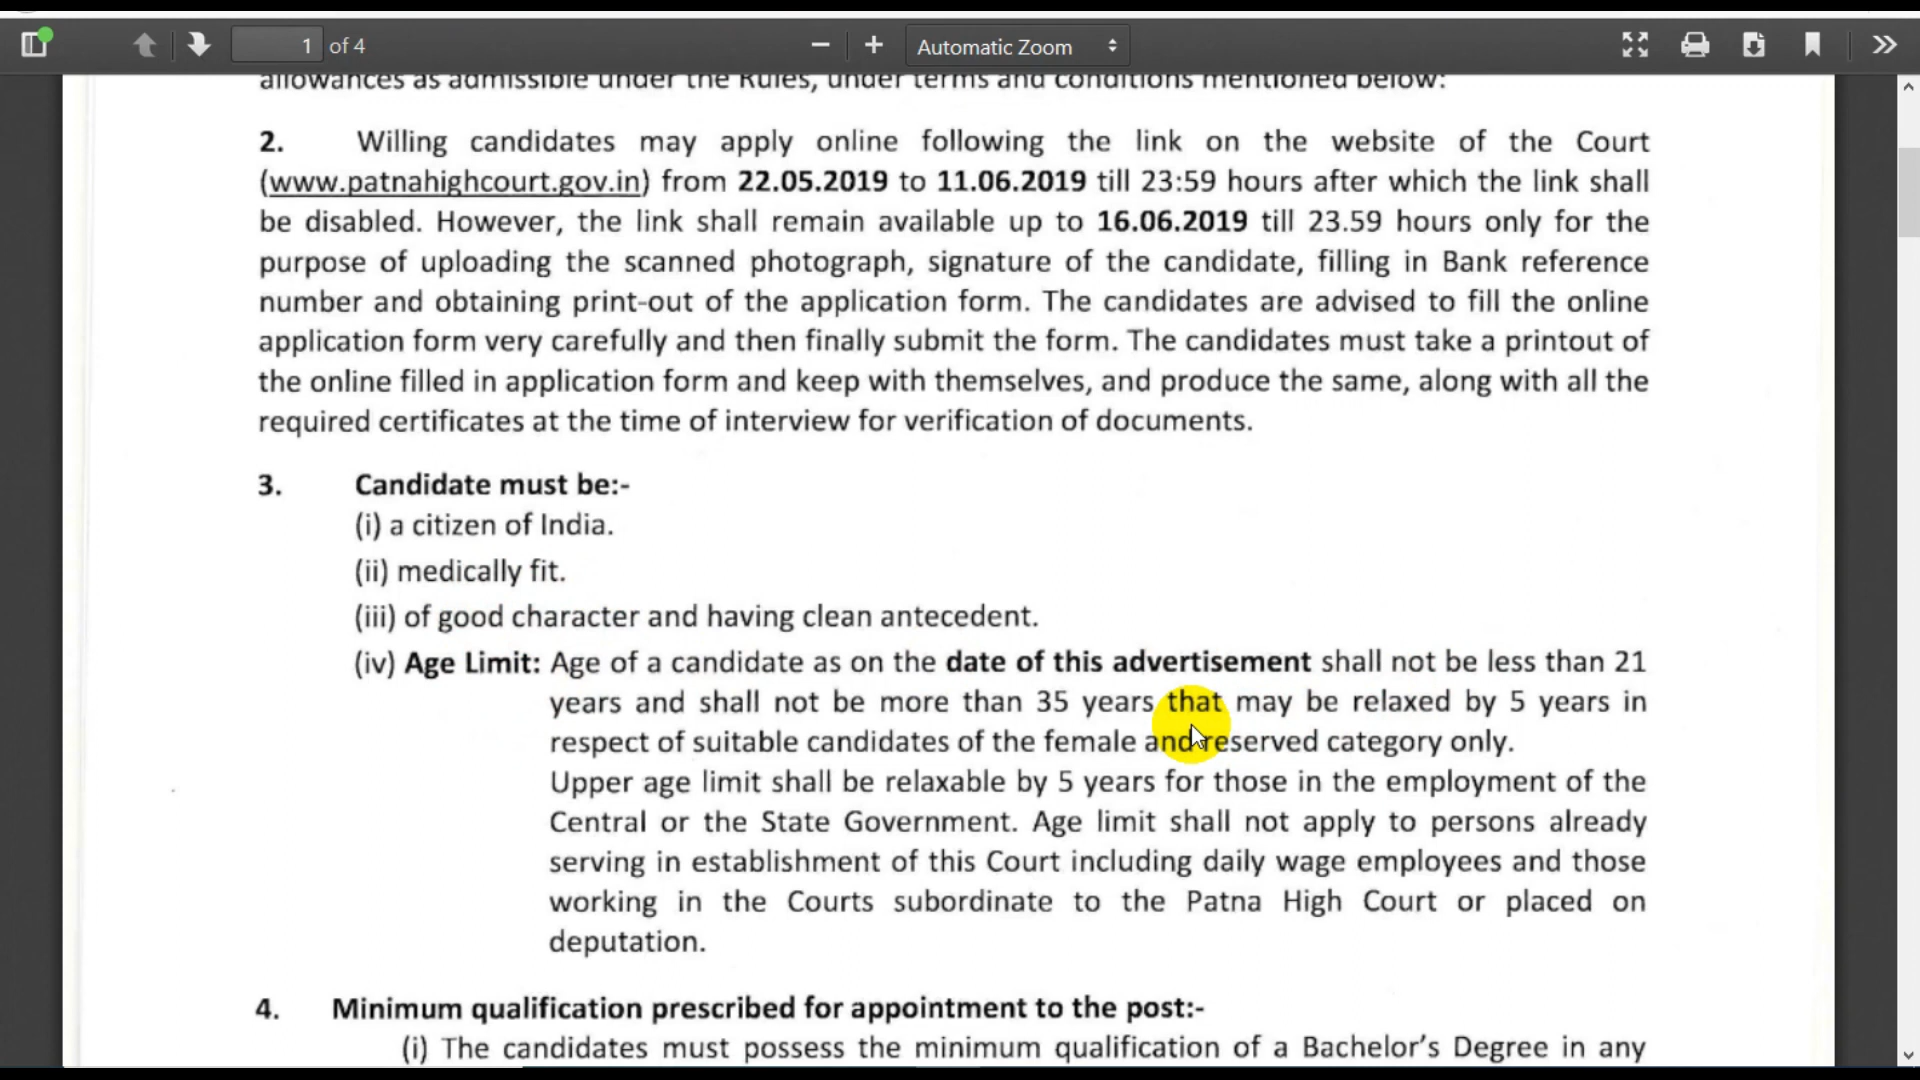 1 of 4
Automatic Zoom
allowances as admissible under the Rules, under terms and conditions mentioned below:
2. Willing candidates may apply online following the link on the website of the Court
(www.patnahighcourt.gov.in) from 22.05.2019 to 11.06.2019 till 23:59 hours after which the link shall
be disabled. However, the link shall remain available up to 16.06.2019 till 23.59 hours only for the
purpose of uploading the scanned photograph, signature of the candidate, filling in Bank reference
number and obtaining print-out of the application form. The candidates are advised to fill the online
application form very carefully and then finally submit the form. The candidates must take a printout of
the online filled in application form and keep with themselves, and produce the same, along with all the
required certificates at the time of interview for verification of documents.
3. Candidate must be:-
(i) a citizen of India.
(ii) medically fit.
(iii) of good character and having clean antecedent.
(iv) Age Limit: Age of a candidate as on the date of this advertisement shall not be less than 21
years and shall not be more than 35 years that may be relaxed by 5 years in
respect of suitable candidates of the female and reserved category only.
Upper age limit shall be relaxable by 5 years for those in the employment of the
Central or the State Government. Age limit shall not apply to persons already
serving in establishment of this Court including daily wage employees and those
working in the Courts subordinate to the Patna High Court or placed on
deputation.
4. Minimum qualification prescribed for appointment to the post:-
(i) The candidates must possess the minimum qualification of a Bachelor's Degree in any